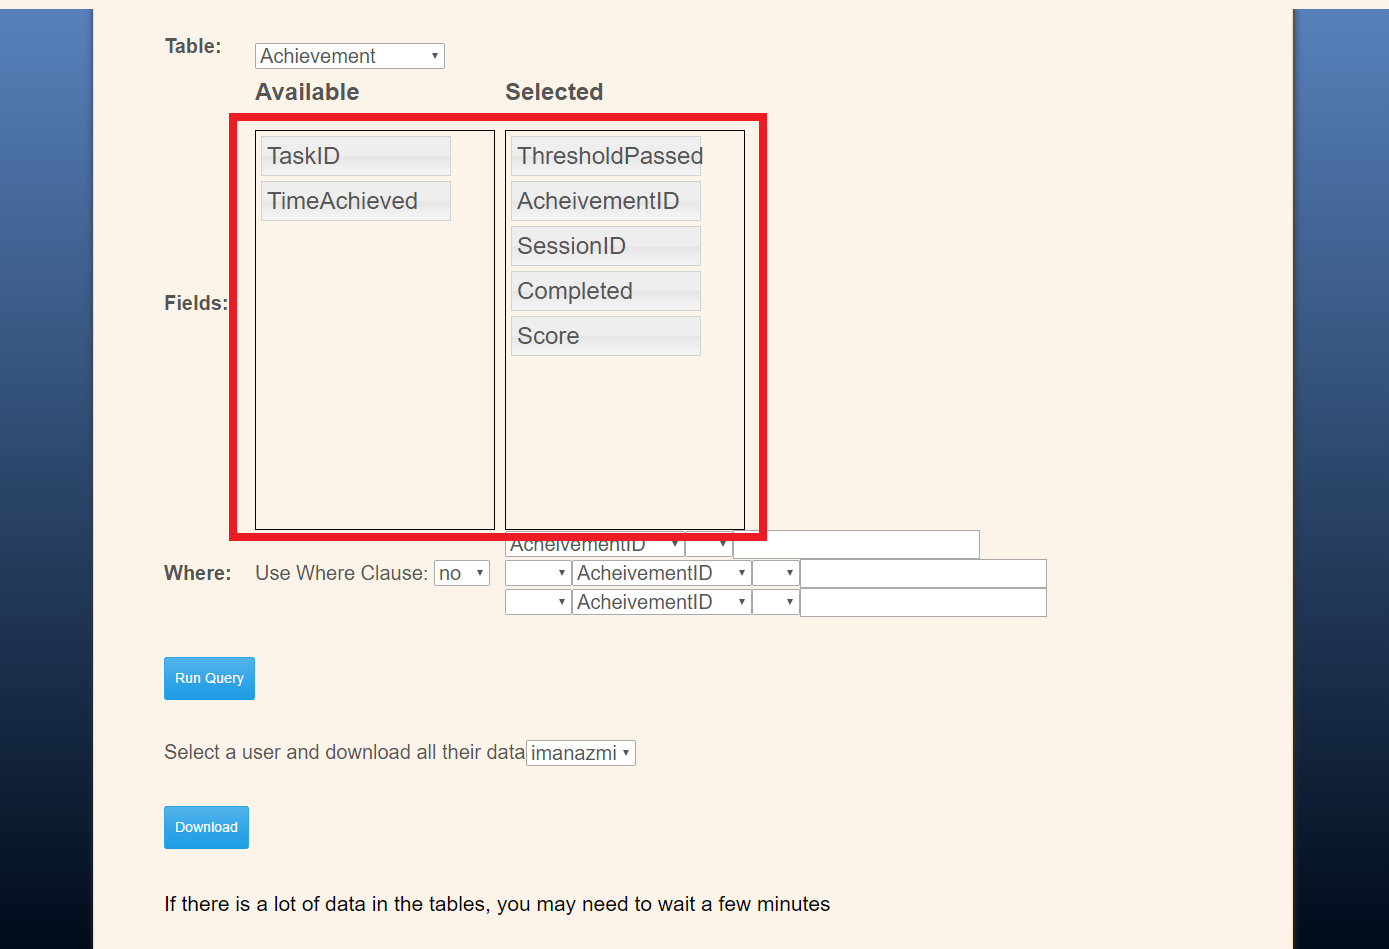 Table: Achievement
Available Selected
TaskID ThresholdPassed
TimeAchieved AcheivementID
SessionID
Fields: Completed
Score
AcheivementID
Where: Use Where Clause: no AcheivementID
AcheivementID
Run Query
Select a user and download all their data imanazmi
Download
If there is a lot of data in the tables, you may need to wait a few minutes